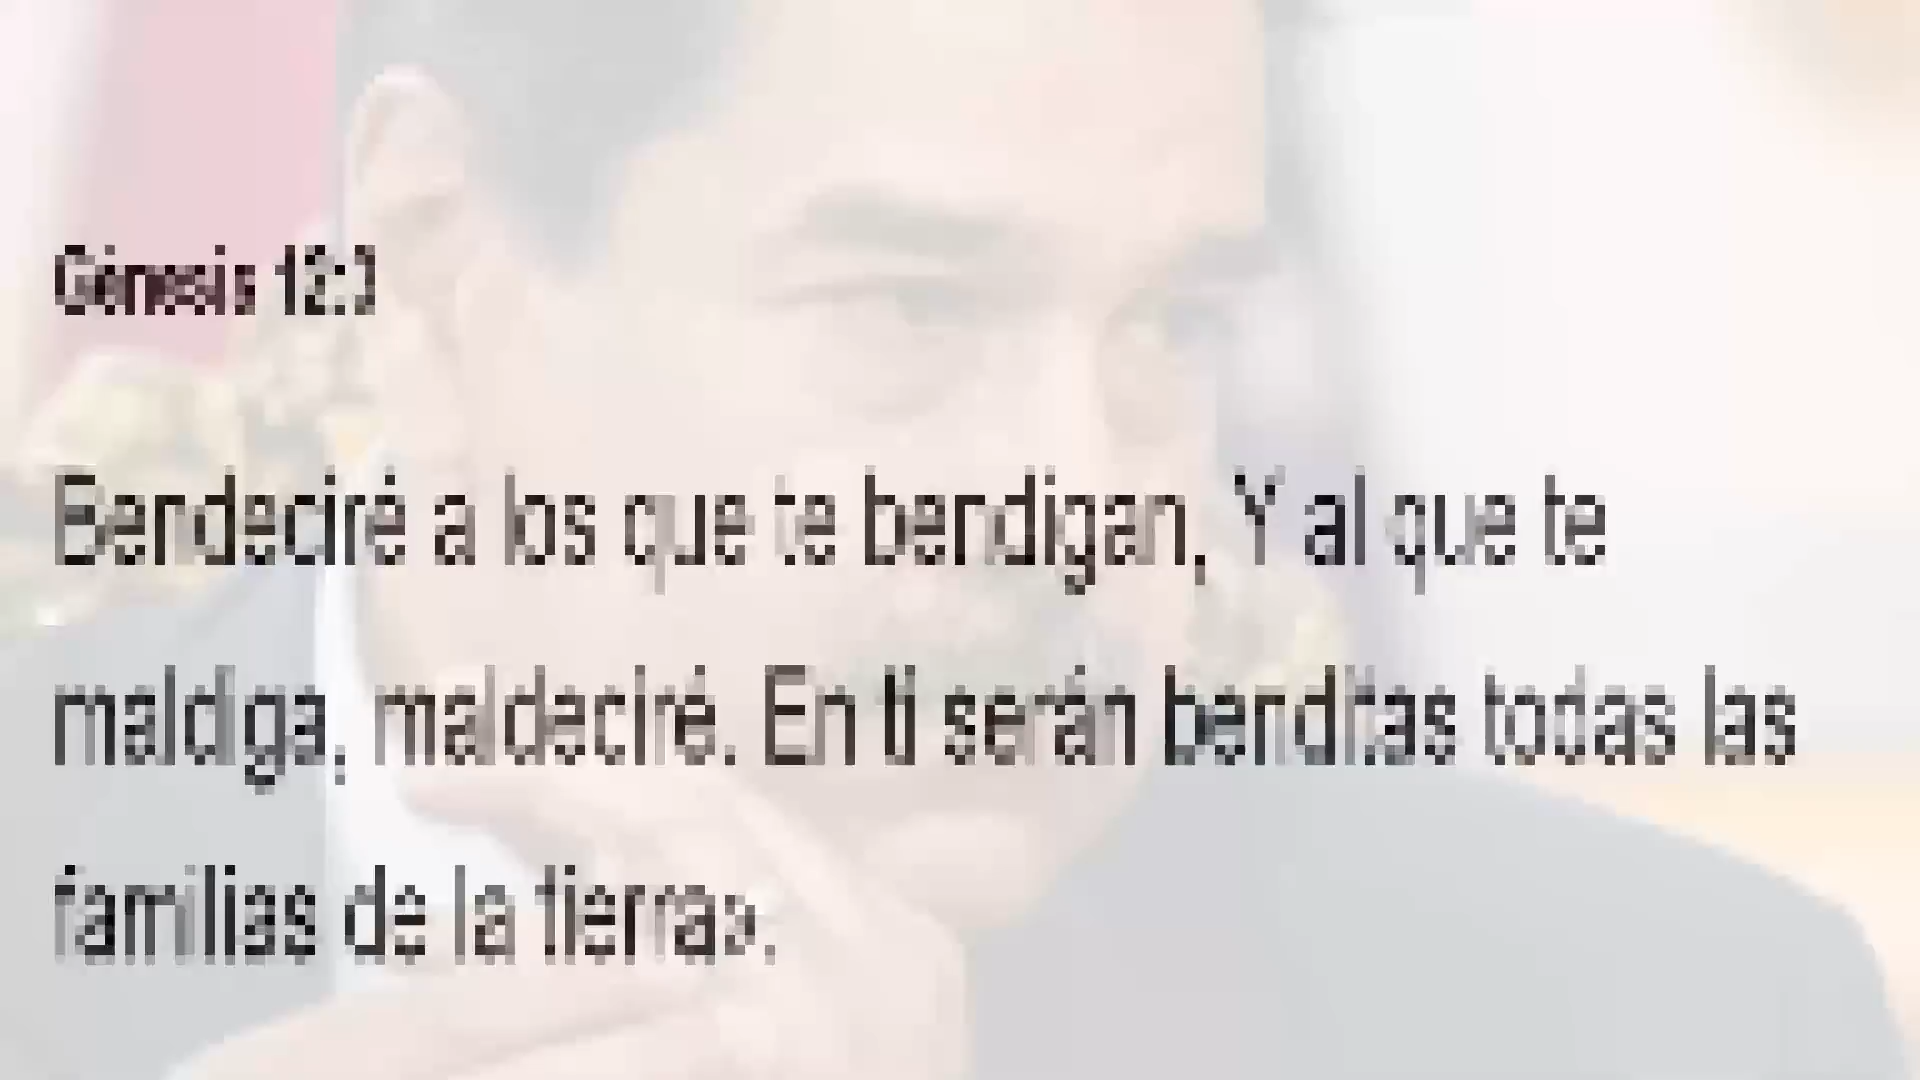 Génesis 12:3
Bendeciré a los que te bendigan, Y al que te
maldiga, maldeciré. En ti serán benditas todas las
familias de la tierra».